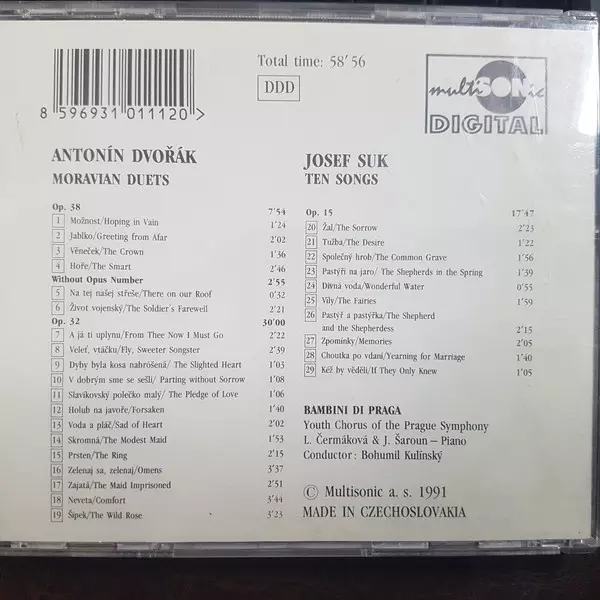 Total time: 58'56
DDD
multiSONic
DIGITAL
8 596931 011120 >
ANTONÍN DVOŘÁK
MORAVIAN DUETS
Op. 38 7'54
1 Možnost/Hoping in Vain 1'24
2 Jablko/Greeting from Afar 2'02
3 Věneček/The Crown 1'36
4 Hoře/The Smart 2'46
Without Opus Number 2'55
5 Na tej našej střeše/There on our Roof 0'32
6 Život vojenský/The Soldier's Farewell 2'21
Op. 32 30'00
7 A já ti uplynu/From Thee Now I Must Go 2'22
8 Veleť, vtáčku/Fly, Sweeter Songster 2'39
9 Dyby byla kosa nabróšená/ The Slighted Heart 1'03
10 V dobrým sme se sešli/ Parting without Sorrow 1'08
11 Slavíkovský polečko malý/ The Pledge of Love 1'06
12 Holub na javoře/Forsaken 1'40
13 Voda a pláč/Sad of Heart 2'02
14 Skromná/The Modest Maid 1'53
15 Prsten/The Ring 2'15
16 Zelenaj sa, zelenaj/Omens 3'37
17 Zajatá/The Maid Imprisoned 2'51
18 Neveta/Comfort 3'44
19 Šípek/The Wild Rose 3'23
JOSEF SUK
TEN SONGS
Op. 15 17'47
20 Žal/The Sorrow 2'23
21 Tužba/The Desire 1'22
22 Společný hrob/The Common Grave 1'56
23 Pastýři na jaro/ The Shepherds in the Spring 1'39
24 Divná voda/Wonderful Water 0'55
25 Víly/The Fairies 1'59
26 Pastýř a pastýřka/The Shepherd
and the Shepherdess 2'15
27 Zpomínky/Memories 2'05
28 Choutka po vdaní/Yearning for Marriage 1'40
29 Kéž by věděli/If They Only Knew 1'05
BAMBINI DI PRAGA
Youth Chorus of the Prague Symphony
L. Čermáková & J. Šaroun – Piano
Conductor: Bohumil Kulínský
© Multisonic a. s. 1991
MADE IN CZECHOSLOVAKIA